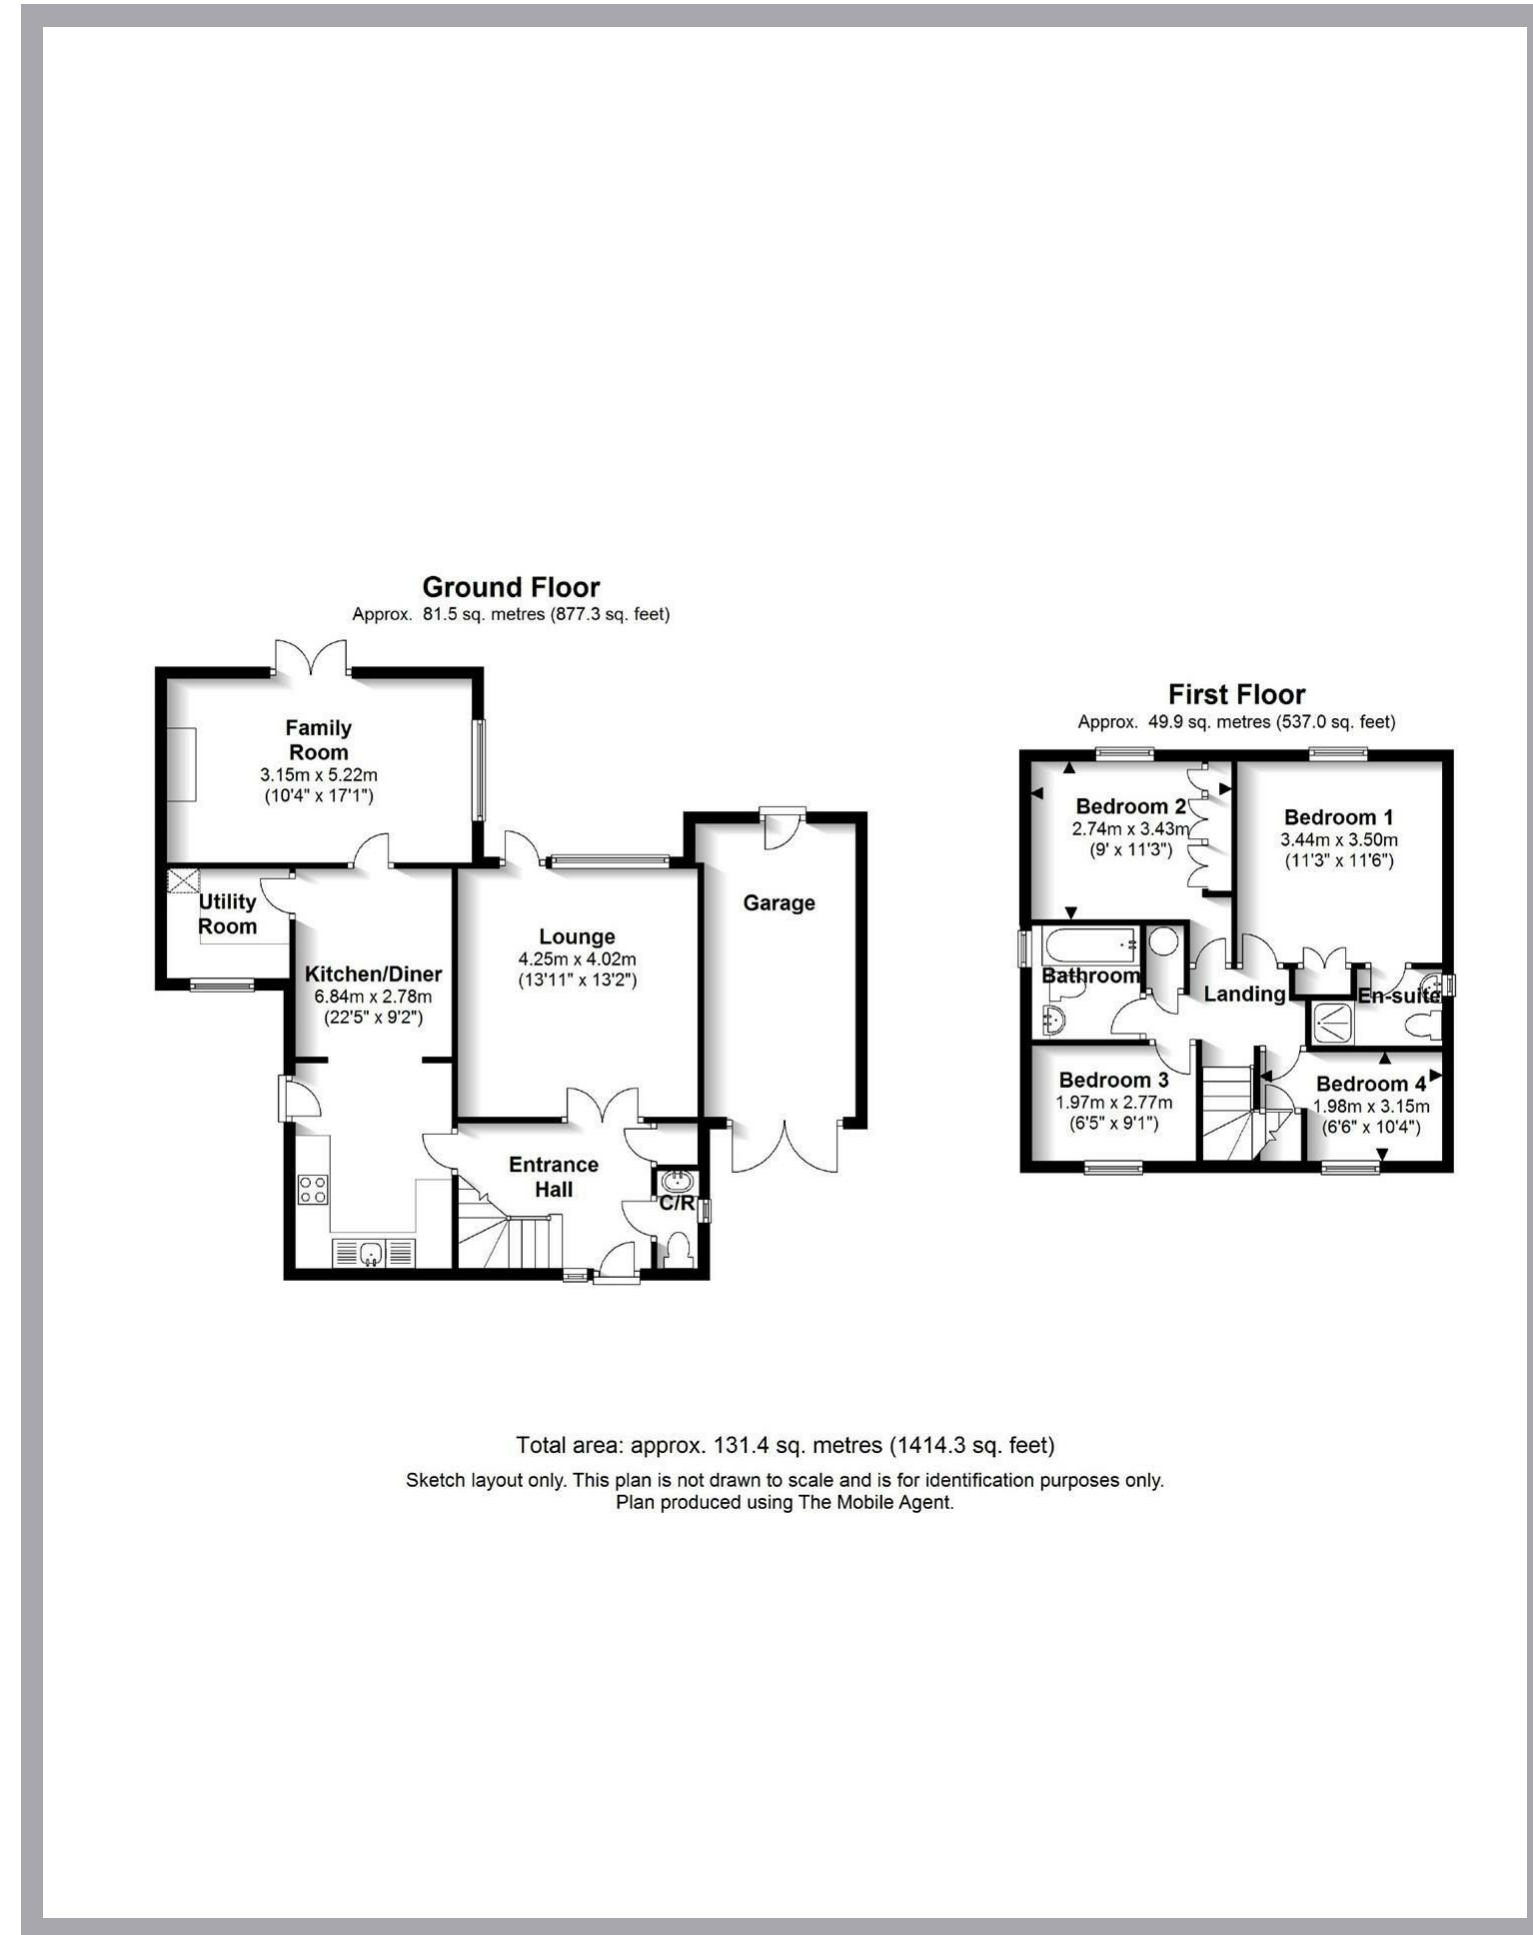 Ground Floor
Approx. 81.5 sq. metres (877.3 sq. feet)
Family
Room
3.15m x 5.22m
(10'4" x 17'1")
Utility
Room
Kitchen/Diner
6.84m x 2.78m
(22'5" x 9'2")
Lounge
4.25m x 4.02m
(13'11" x 13'2")
Garage
Entrance
Hall
C/R
First Floor
Approx. 49.9 sq. metres (537.0 sq. feet)
Bedroom 2
2.74m x 3.43m
(9' x 11'3")
Bedroom 1
3.44m x 3.50m
(11'3" x 11'6")
Bathroom
Landing
En-suite
Bedroom 3
1.97m x 2.77m
(6'5" x 9'1")
Bedroom 4
1.98m x 3.15m
(6'6" x 10'4")
Total area: approx. 131.4 sq. metres (1414.3 sq. feet)
Sketch layout only. This plan is not drawn to scale and is for identification purposes only.
Plan produced using The Mobile Agent.